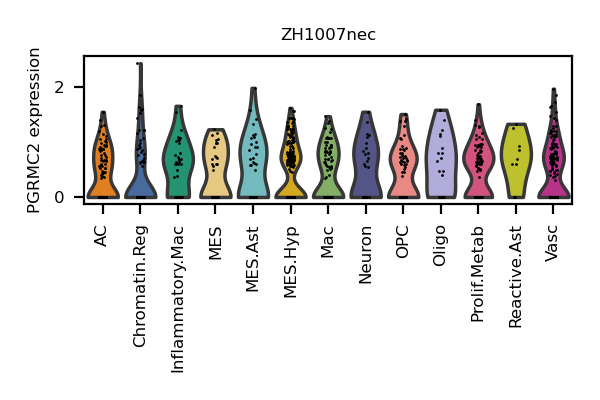 ZH1007nec
PGRMC2 expression
2
0
AC
Chromatin.Reg
Inflammatory.Mac
MES
MES.Ast
MES.Hyp
Mac
Neuron
OPC
Oligo
Prolif.Metab
Reactive.Ast
Vasc